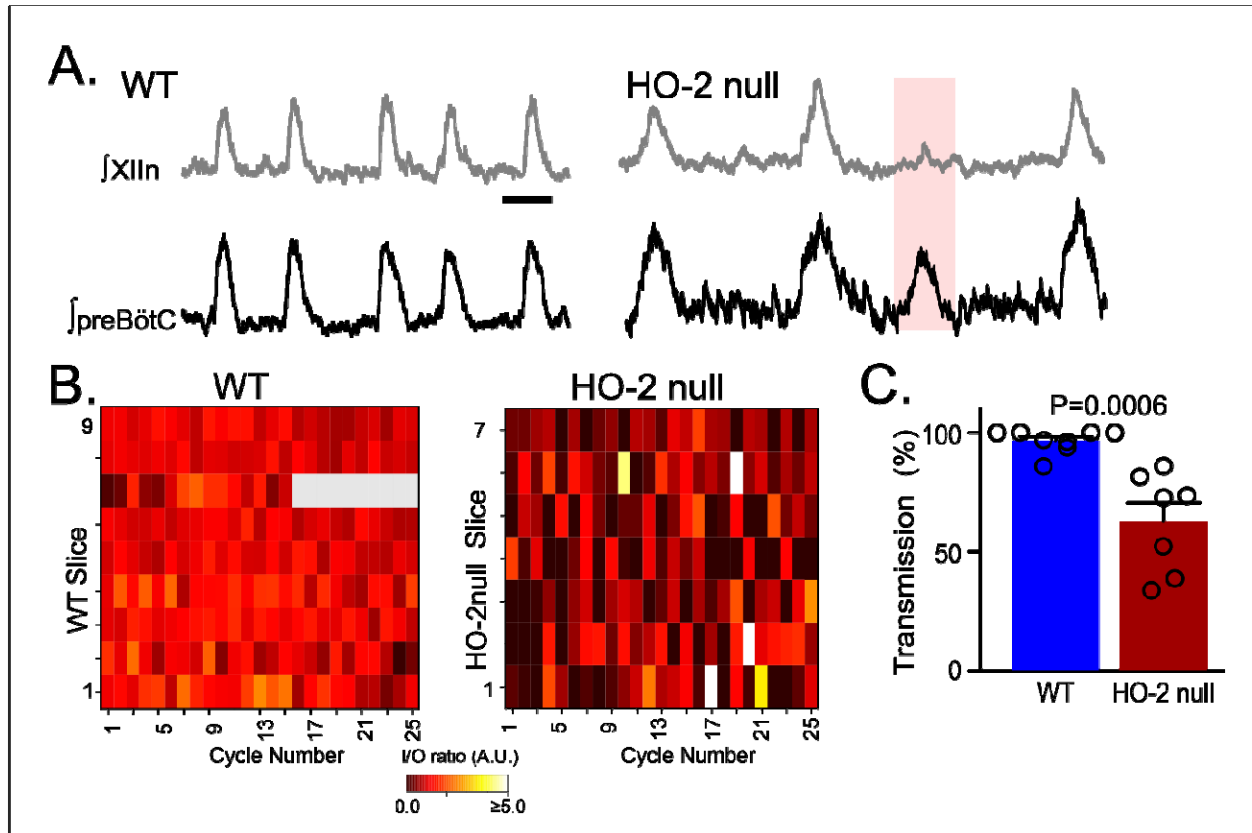 A.
WT
HO-2 null
∫XIIn
∫preBötC
B.
WT
HO-2 null
C.
P=0.0006
WT Slice
9
1
HO-2null Slice
7
1
1 5 9 13 17 21 25
Cycle Number
1 5 9 13 17 21 25
Cycle Number
I/O ratio (A.U.)
0.0 ≥5.0
Transmission (%)
100
50
0
WT HO-2 null